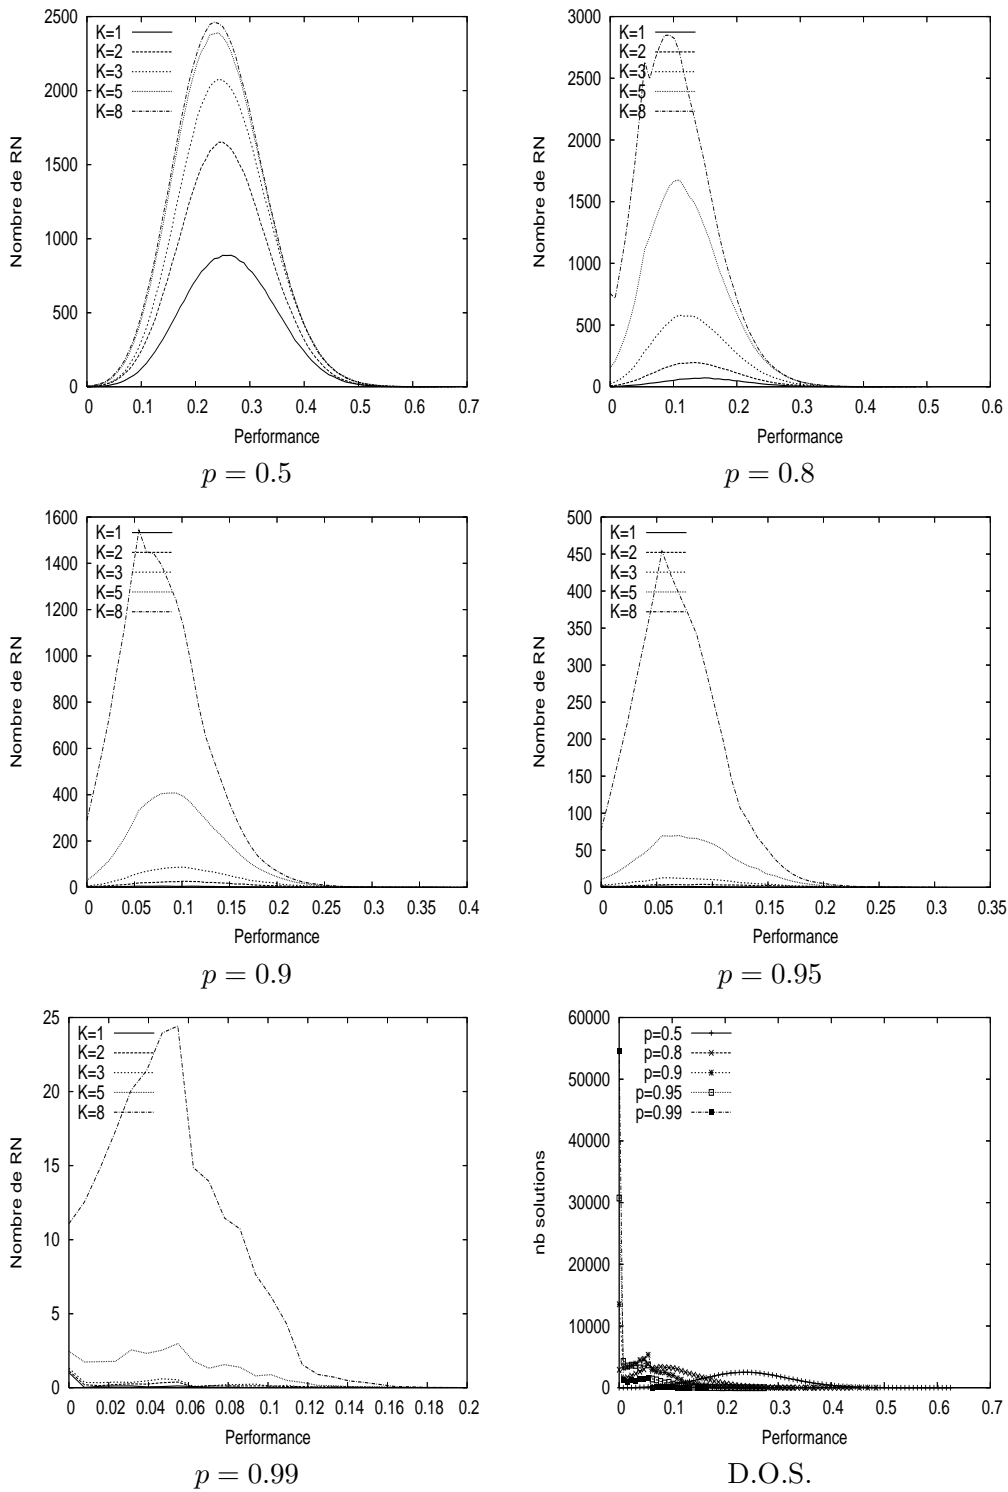 2500
2000
1500
1000
500
0
Nombre de RN
K=1
K=2
K=3
K=5
K=8
0 0.1 0.2 0.3 0.4 0.5 0.6 0.7
Performance
p = 0.5
3000
2500
2000
1500
1000
500
0
Nombre de RN
K=1
K=2
K=3
K=5
K=8
0 0.1 0.2 0.3 0.4 0.5 0.6
Performance
p = 0.8
1600
1400
1200
1000
800
600
400
200
0
Nombre de RN
K=1
K=2
K=3
K=5
K=8
0 0.05 0.1 0.15 0.2 0.25 0.3 0.35 0.4
Performance
p = 0.9
500
450
400
350
300
250
200
150
100
50
0
Nombre de RN
K=1
K=2
K=3
K=5
K=8
0 0.05 0.1 0.15 0.2 0.25 0.3 0.35
Performance
p = 0.95
25
20
15
10
5
0
Nombre de RN
K=1
K=2
K=3
K=5
K=8
0 0.02 0.04 0.06 0.08 0.1 0.12 0.14 0.16 0.18 0.2
Performance
p = 0.99
60000
50000
40000
30000
20000
10000
0
nb solutions
p=0.5
p=0.8
p=0.9
p=0.95
p=0.99
0 0.1 0.2 0.3 0.4 0.5 0.6 0.7
Performance
D.O.S.